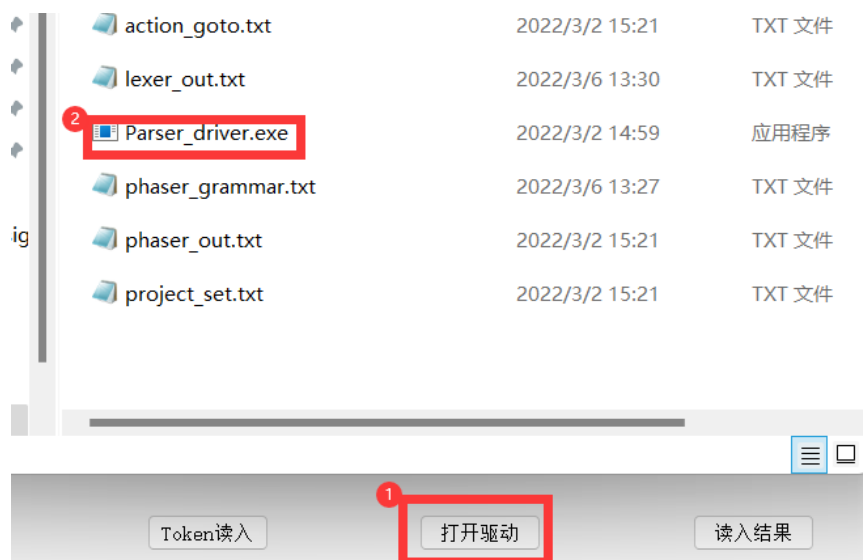 action_goto.txt 2022/3/2 15:21 TXT 文件
lexer_out.txt 2022/3/6 13:30 TXT 文件
2 Parser_driver.exe 2022/3/2 14:59 应用程序
phaser_grammar.txt 2022/3/6 13:27 TXT 文件
ig phaser_out.txt 2022/3/2 15:21 TXT 文件
project_set.txt 2022/3/2 15:21 TXT 文件
1
Token读入 打开驱动 读入结果